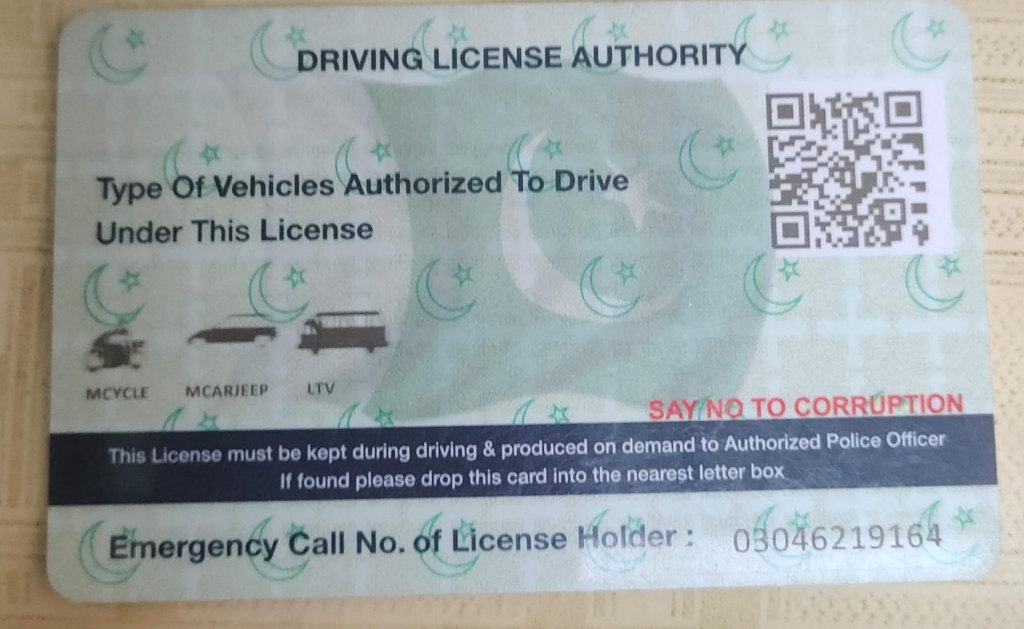 DRIVING LICENSE AUTHORITY
Type Of Vehicles Authorized To Drive
Under This License
MCYCLE MCARJEEP LTV
SAY NO TO CORRUPTION
This License must be kept during driving & produced on demand to Authorized Police Officer
If found please drop this card into the nearest letter box
Emergency Call No. of License Holder : 03046219164